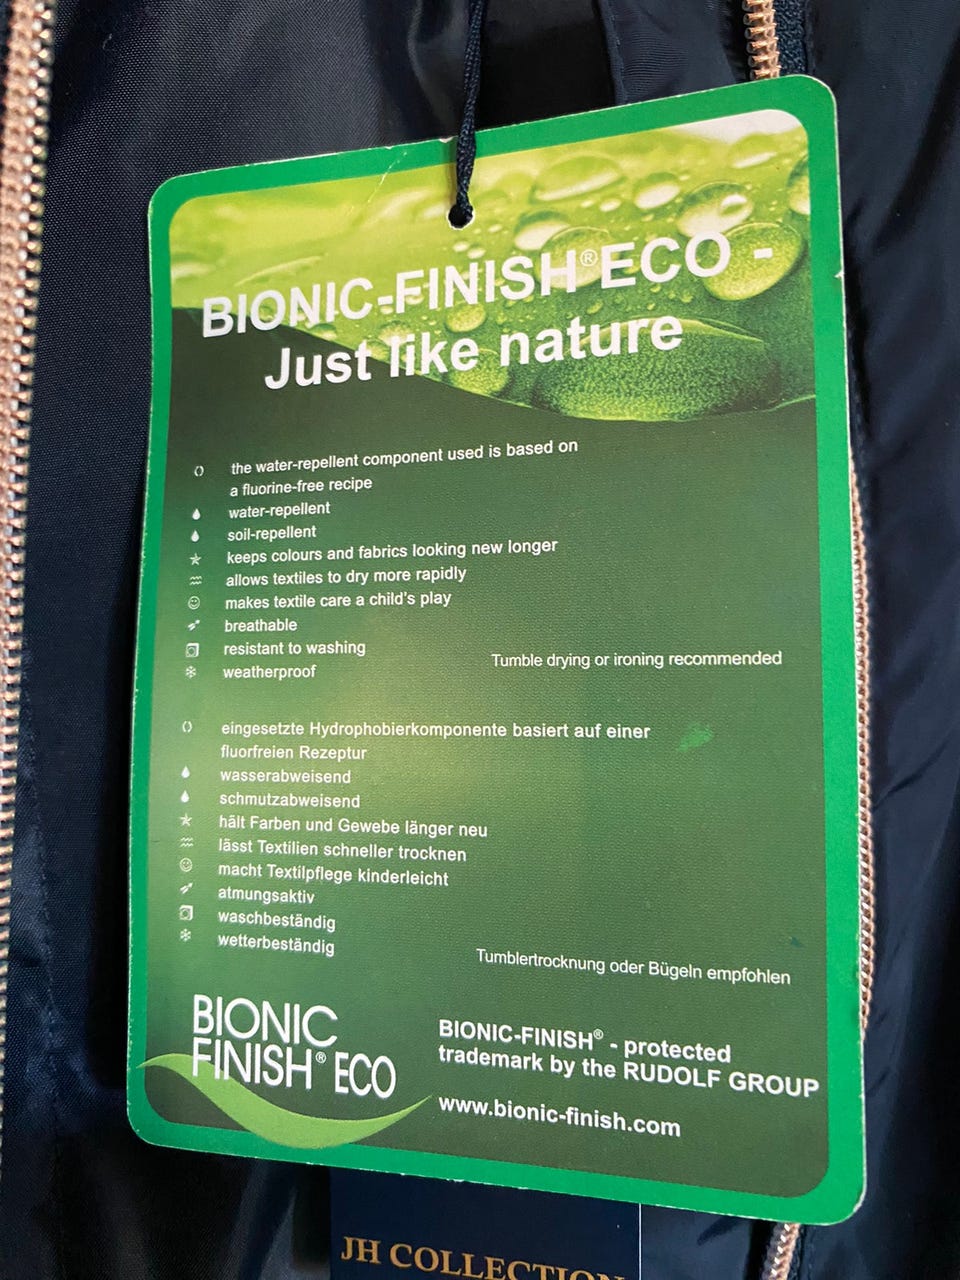 BIONIC-FINISH® ECO -
Just like nature
the water-repellent component used is based on
a fluorine-free recipe
water-repellent
soil-repellent
keeps colours and fabrics looking new longer
allows textiles to dry more rapidly
makes textile care a child's play
breathable
resistant to washing
weatherproof
Tumble drying or ironing recommended
eingesetzte Hydrophobierkomponente basiert auf einer
fluorfreien Rezeptur
wasserabweisend
schmutzabweisend
hält Farben und Gewebe länger neu
lässt Textilien schneller trocknen
macht Textilpflege kinderleicht
atmungsaktiv
waschbeständig
wetterbeständig
Tumblertrocknung oder Bügeln empfohlen
BIONIC
FINISH® ECO
BIONIC-FINISH® - protected
trademark by the RUDOLF GROUP
www.bionic-finish.com
JH COLLECTION